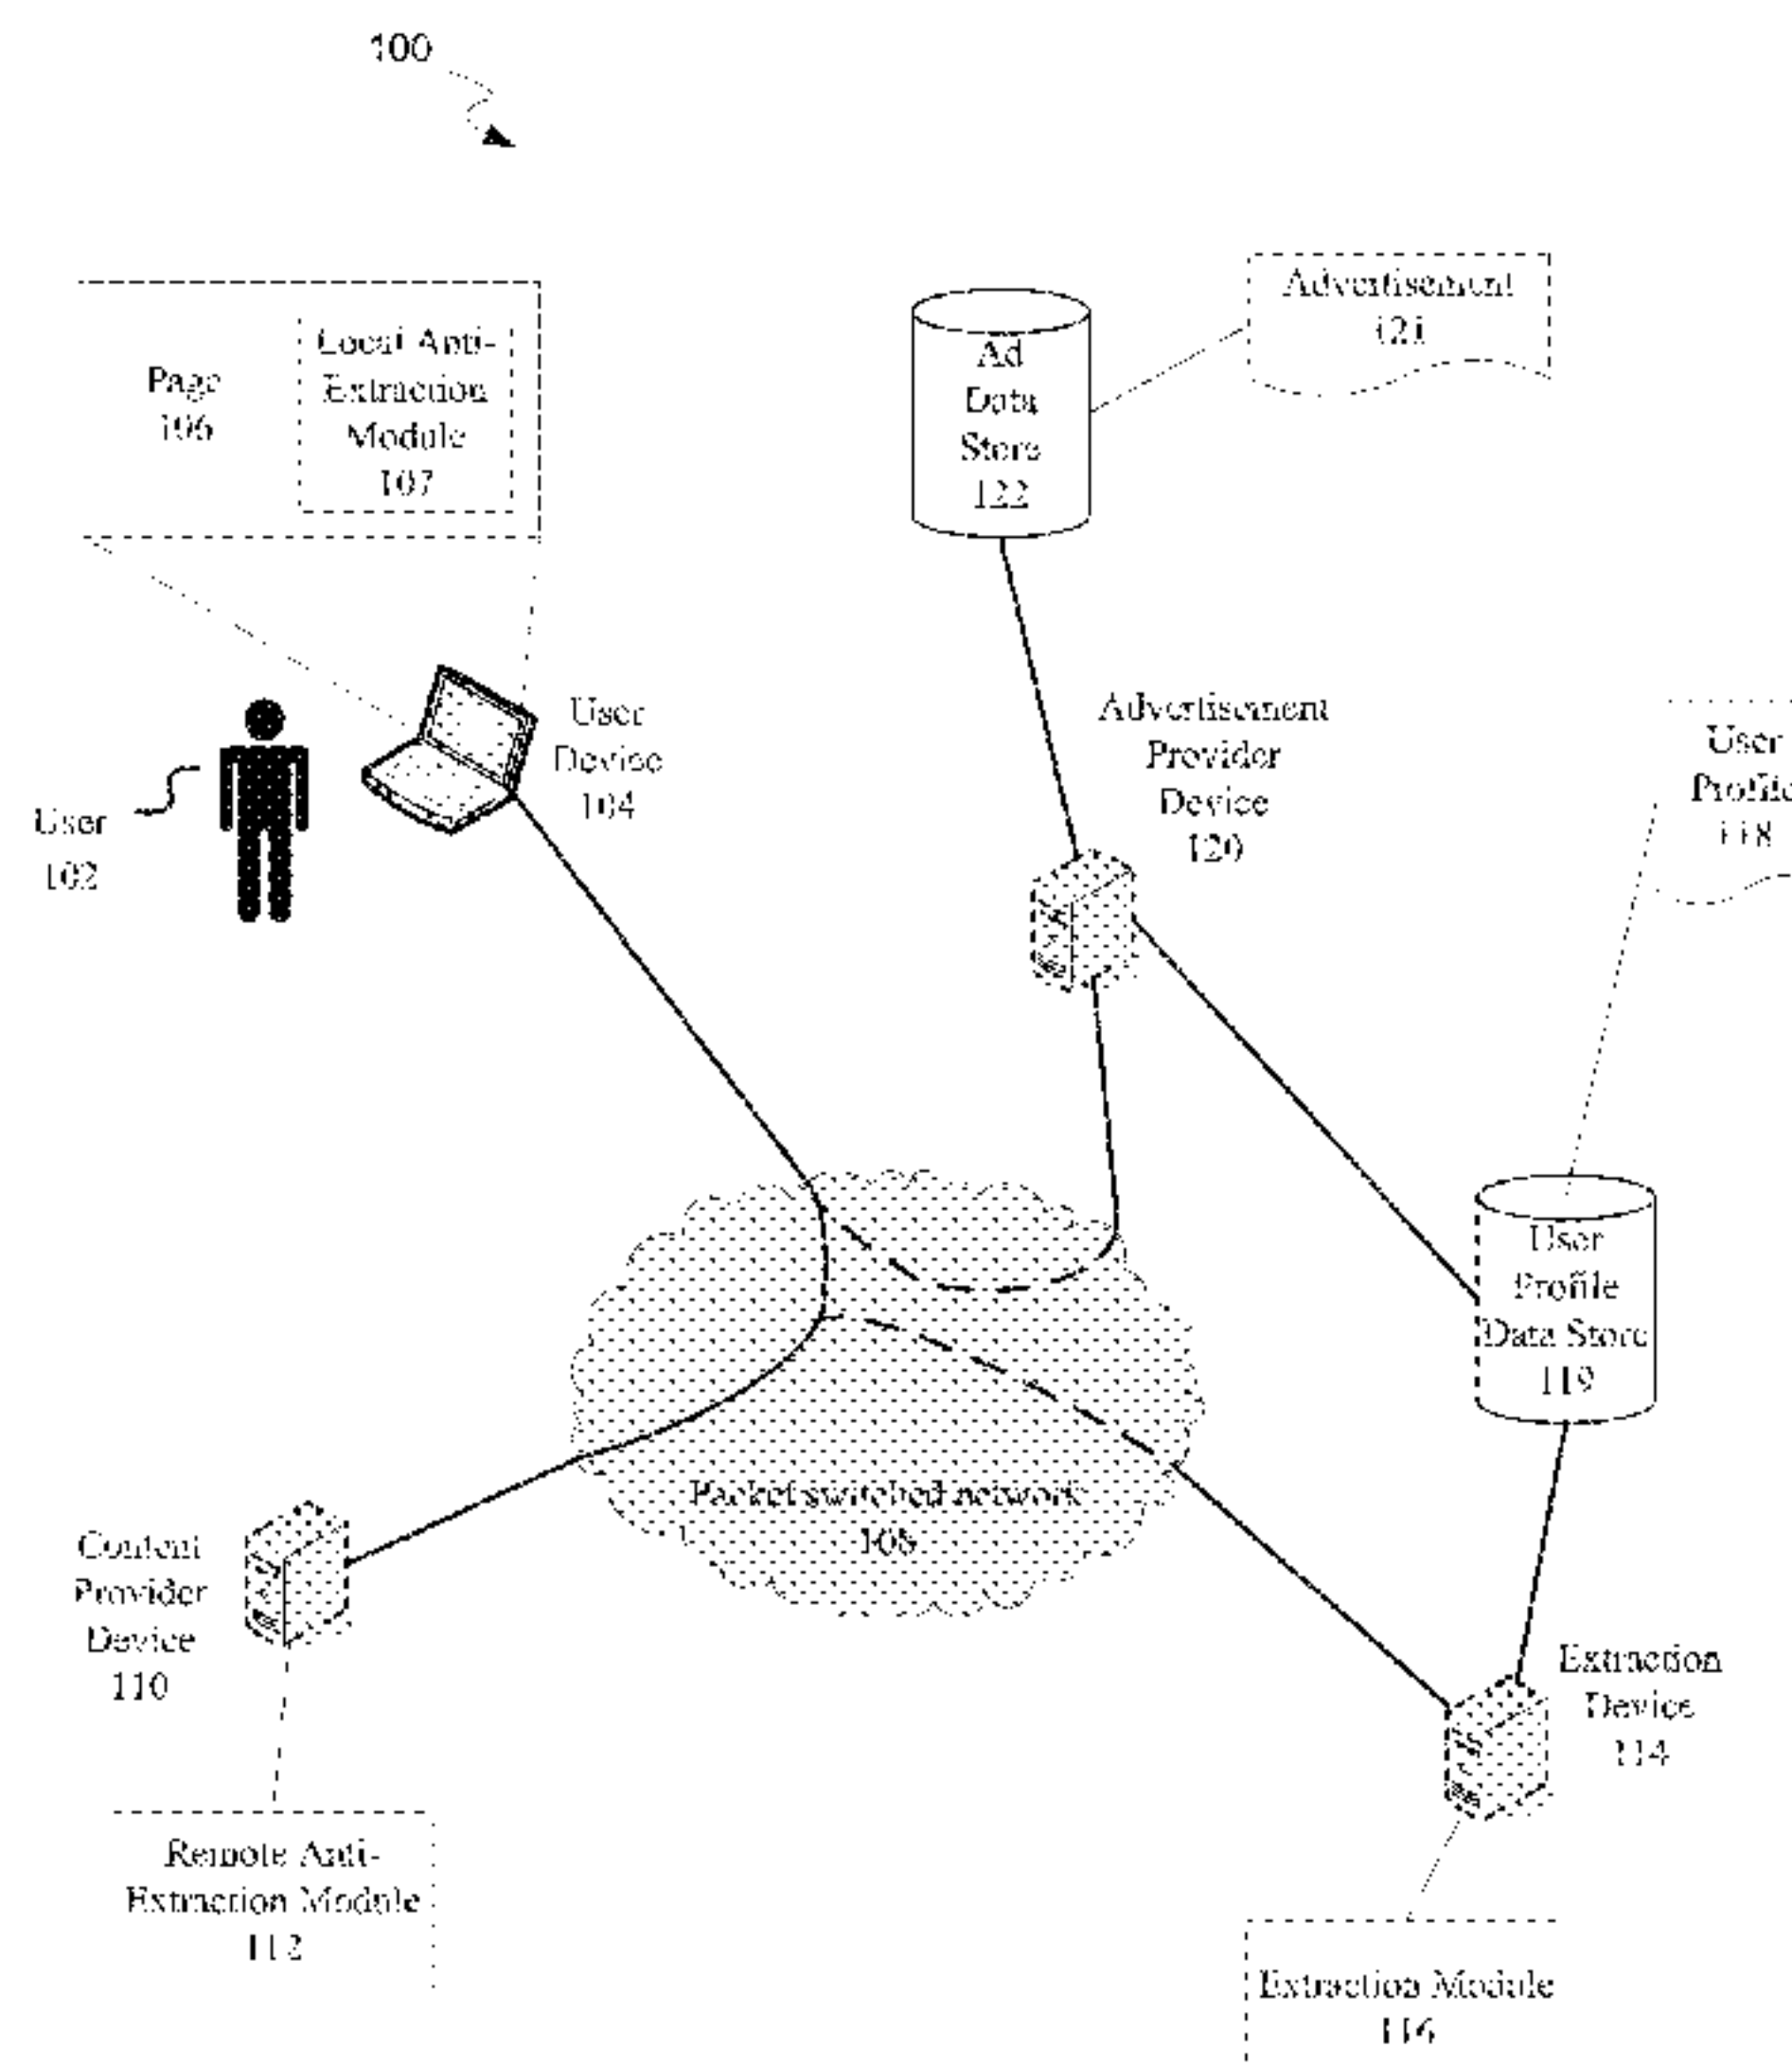 100
Page
106
Local Anti-
Extraction
Module
107
Ad
Data
Store
122
Advertisement
121
User
Device
104
User
102
Advertisement
Provider
Device
120
User
Profile
118
User
Profile
Data Store
119
Packet switched network
108
Content
Provider
Device
110
Remote Anti-
Extraction Module
112
Extraction
Device
114
Extraction Module
116